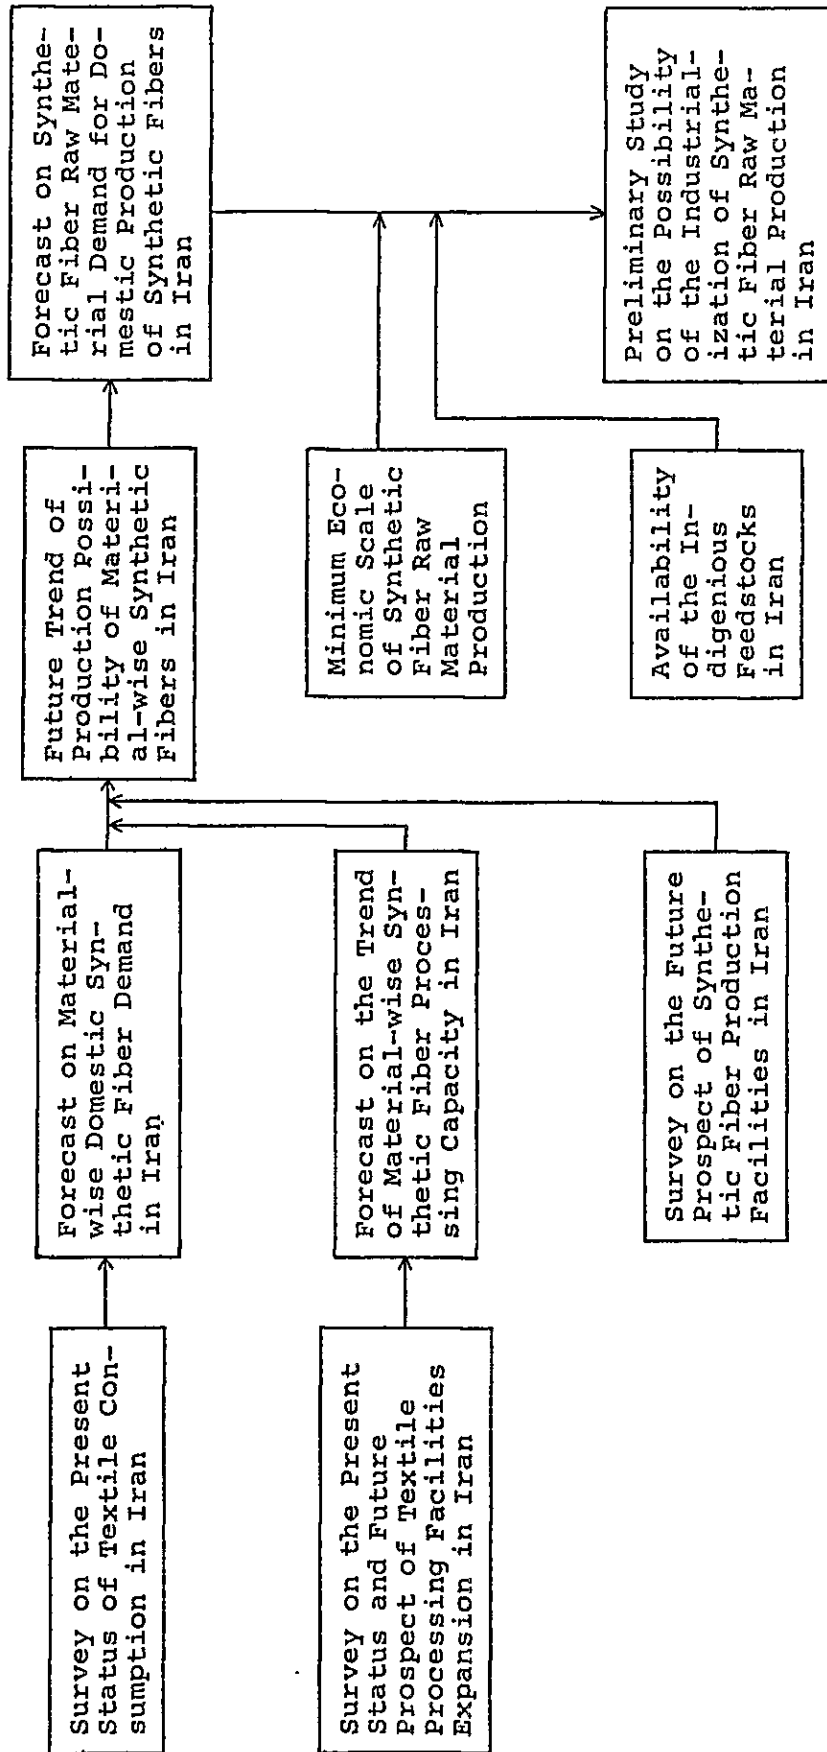 Survey on the Present
Status of Textile Con-
sumption in Iran
Survey on the Present
Status and Future
Prospect of Textile
Processing Facilities
Expansion in Iran
Forecast on Material-
wise Domestic Syn-
thetic Fiber Demand
in Iran
Forecast on the Trend
of Material-wise Syn-
thetic Fiber Proces-
sing Capacity in Iran
Survey on the Future
Prospect of Synthe-
tic Fiber Production
Facilities in Iran
Future Trend of
Production Possi-
bility of Materi-
al-wise Synthetic
Fibers in Iran
Minimum Eco-
nomic Scale
of Synthetic
Fiber Raw
Material
Production
Availability
of the In-
digenious
Feedstocks
in Iran
Forecast on Synthe-
tic Fiber Raw Mate-
rial Demand for Do-
mestic Production
of Synthetic Fibers
in Iran
Preliminary Study
on the Possibility
of the Industrial-
ization of Synthe-
tic Fiber Raw Ma-
terial Production
in Iran